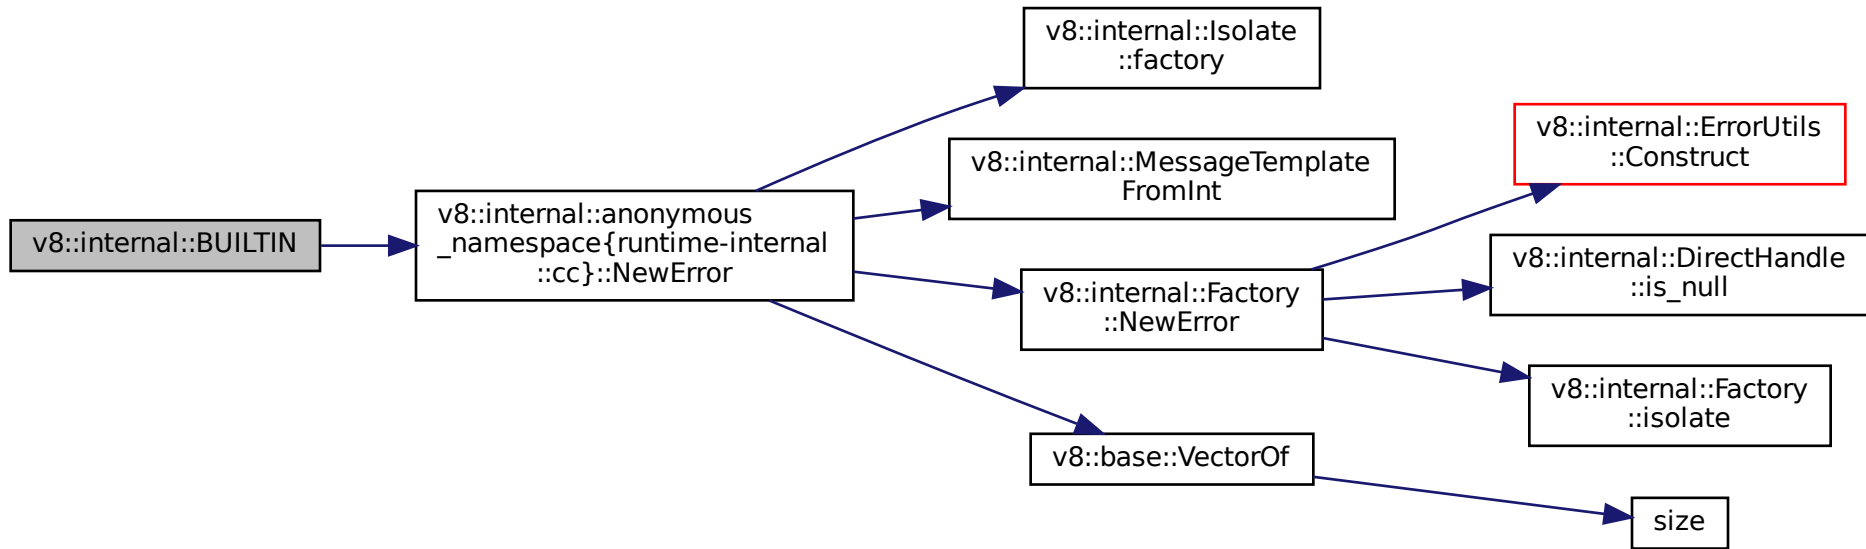 v8::internal::BUILTIN
v8::internal::anonymous
_namespace{runtime-internal
::cc}::NewError
v8::internal::Isolate
::factory
v8::internal::MessageTemplate
FromInt
v8::internal::Factory
::NewError
v8::base::VectorOf
v8::internal::ErrorUtils
::Construct
v8::internal::DirectHandle
::is_null
v8::internal::Factory
::isolate
size